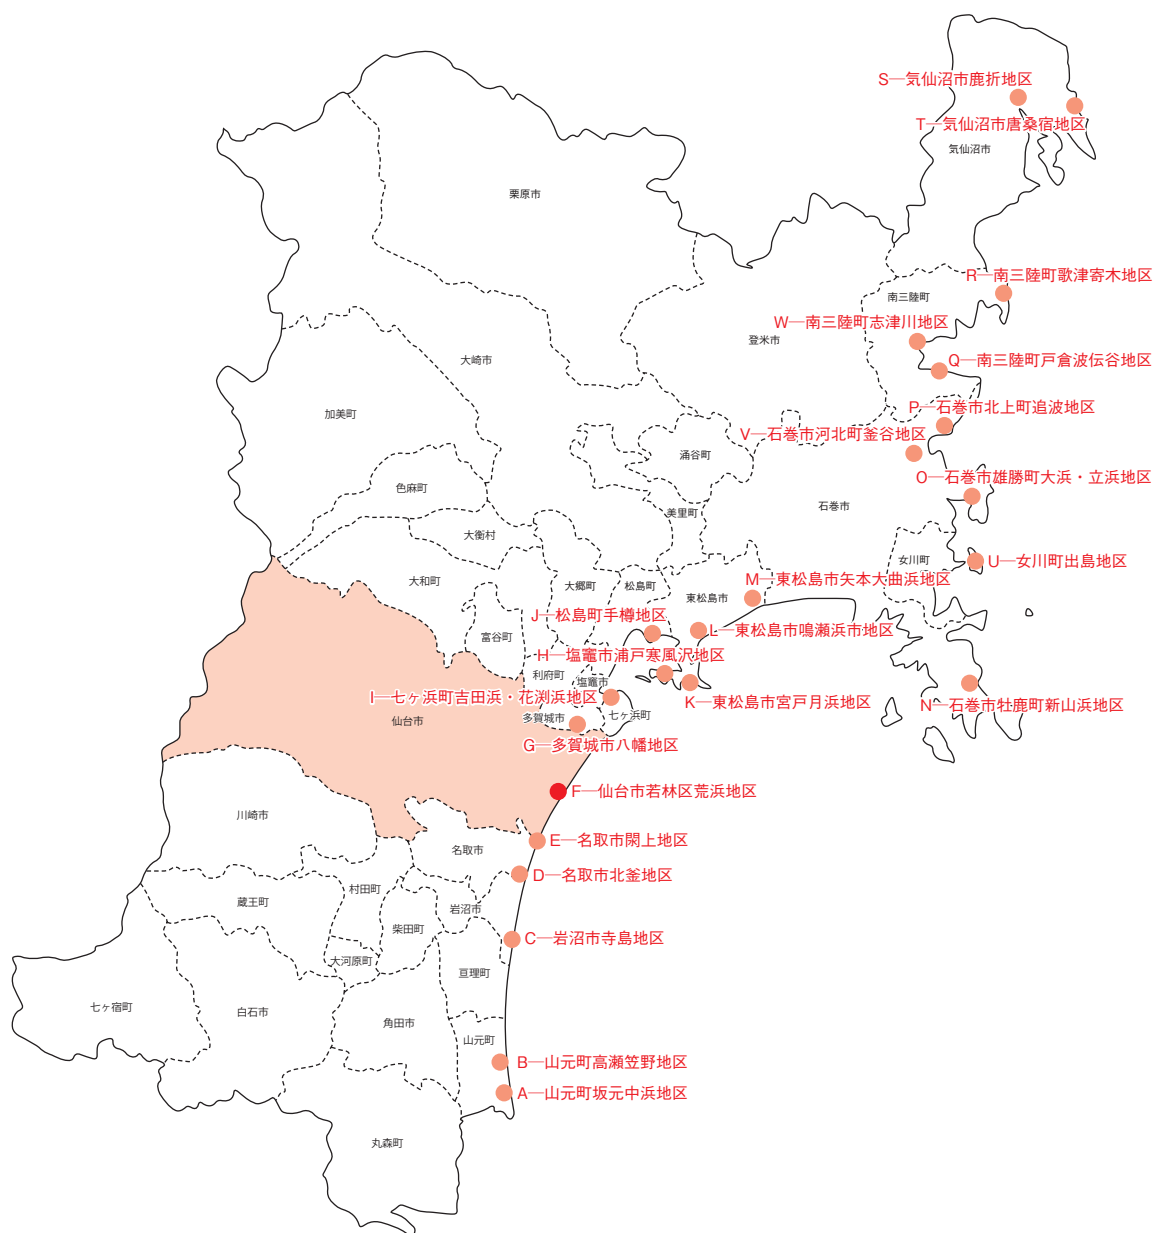 S—気仙沼市鹿折地区
T—気仙沼市唐桑宿地区
気仙沼市
栗原市
R—南三陸町歌津寄木地区
南三陸町
W—南三陸町志津川地区
登米市
大崎市
Q—南三陸町戸倉波伝谷地区
加美町
P—石巻市北上町追波地区
V—石巻市河北町釜谷地区
涌谷町
O—石巻市雄勝町大浜・立浜地区
色麻町
石巻市
美里町
大衡村
女川町
U—女川町出島地区
大和町
大郷町
松島町
M—東松島市矢本大曲浜地区
東松島市
J—松島町手樽地区
L—東松島市鳴瀬浜市地区
富谷町
H—塩竈市浦戸寒風沢地区
利府町
塩竈市
I—七ヶ浜町吉田浜・花渕浜地区
K—東松島市宮戸月浜地区
N—石巻市牡鹿町新山浜地区
仙台市
多賀城市
七ヶ浜町
G—多賀城市八幡地区
F—仙台市若林区荒浜地区
川崎市
E—名取市閖上地区
名取市
D—名取市北釜地区
村田町
蔵王町
岩沼市
柴田町
C—岩沼市寺島地区
大河原町
亘理町
七ヶ宿町
白石市
角田市
山元町
B—山元町高瀬笠野地区
A—山元町坂元中浜地区
丸森町